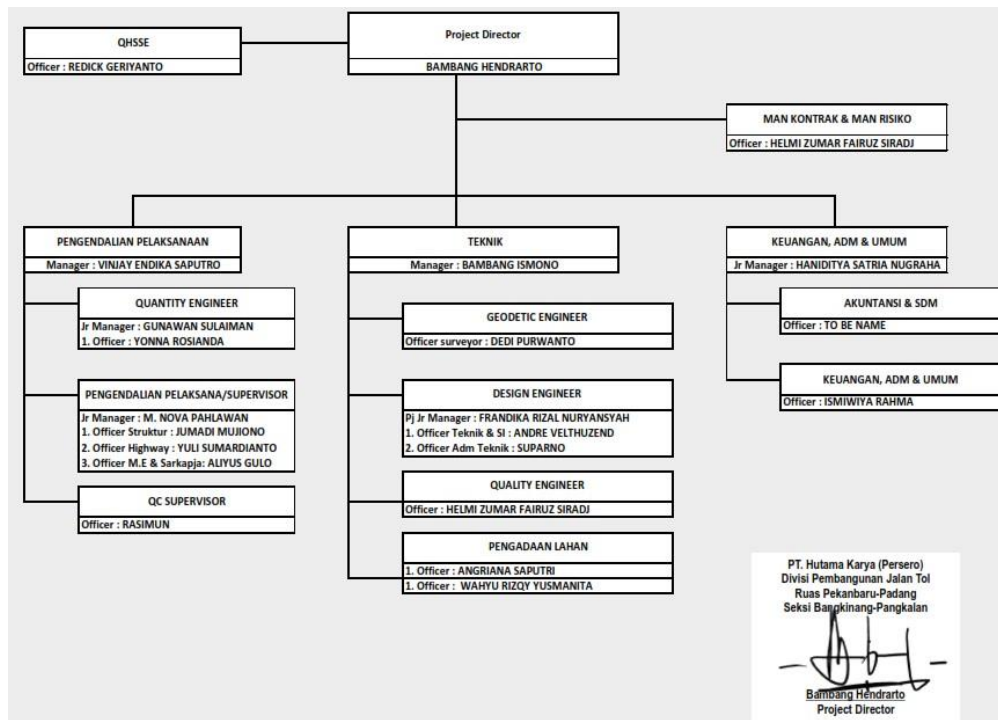 QHSSE
Officer : REDICK GERIYANTO
Project Director
BAMBANG HENDRARTO
MAN KONTRAK & MAN RISIKO
Officer : HELMI ZUMAR FAIRUZ SIRADJ
PENGENDALIAN PELAKSANAAN
Manager : VINJAY ENDIKA SAPUTRO
QUANTITY ENGINEER
Jr Manager : GUNAWAN SULAIMAN
1. Officer : YONNA ROSIANDA
PENGENDALIAN PELAKSANA/SUPERVISOR
Jr Manager : M. NOVA PAHLAWAN
1. Officer Struktur : JUMADI MUJIONO
2. Officer Highway : YULI SUMARDIANTO
3. Officer M.E & Sarkapja: ALIYUS GULO
QC SUPERVISOR
Officer : RASIMUN
TEKNIK
Manager : BAMBANG ISMONO
GEODETIC ENGINEER
Officer surveyor : DEDI PURWANTO
DESIGN ENGINEER
Pj Jr Manager : FRANDIKA RIZAL NURYANSYAH
1. Officer Teknik & SI : ANDRE VELTHUZEND
2. Officer Adm Teknik : SUPARNO
QUALITY ENGINEER
Officer : HELMI ZUMAR FAIRUZ SIRADJ
PENGADAAN LAHAN
1. Officer : ANGRIANA SAPUTRI
1. Officer : WAHYU RIZQY YUSMANITA
KEUANGAN, ADM & UMUM
Jr Manager : HANIDITYA SATRIA NUGRAHA
AKUNTANSI & SDM
Officer : TO BE NAME
KEUANGAN, ADM & UMUM
Officer : ISMIWIYA RAHMA
PT. Hutama Karya (Persero)
Divisi Pembangunan Jalan Tol
Ruas Pekanbaru-Padang
Seksi Bangkinang-Pangkalan
Bambang Hendrarto
Project Director